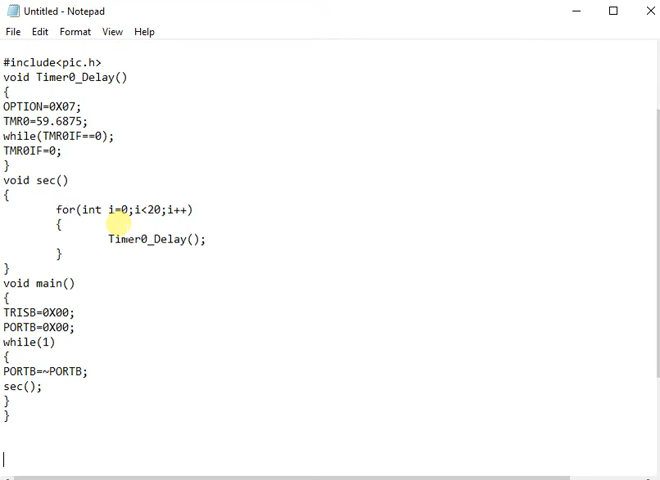 Untitled - Notepad
File Edit Format View Help
#include<pic.h>
void Timer0_Delay()
{
OPTION=0X07;
TMR0=59.6875;
while(TMR0IF==0);
TMR0IF=0;
}
void sec()
{
        for(int i=0;i<20;i++)
        {
                Timer0_Delay();
        }
}
void main()
{
TRISB=0X00;
PORTB=0X00;
while(1)
{
PORTB=~PORTB;
sec();
}
}